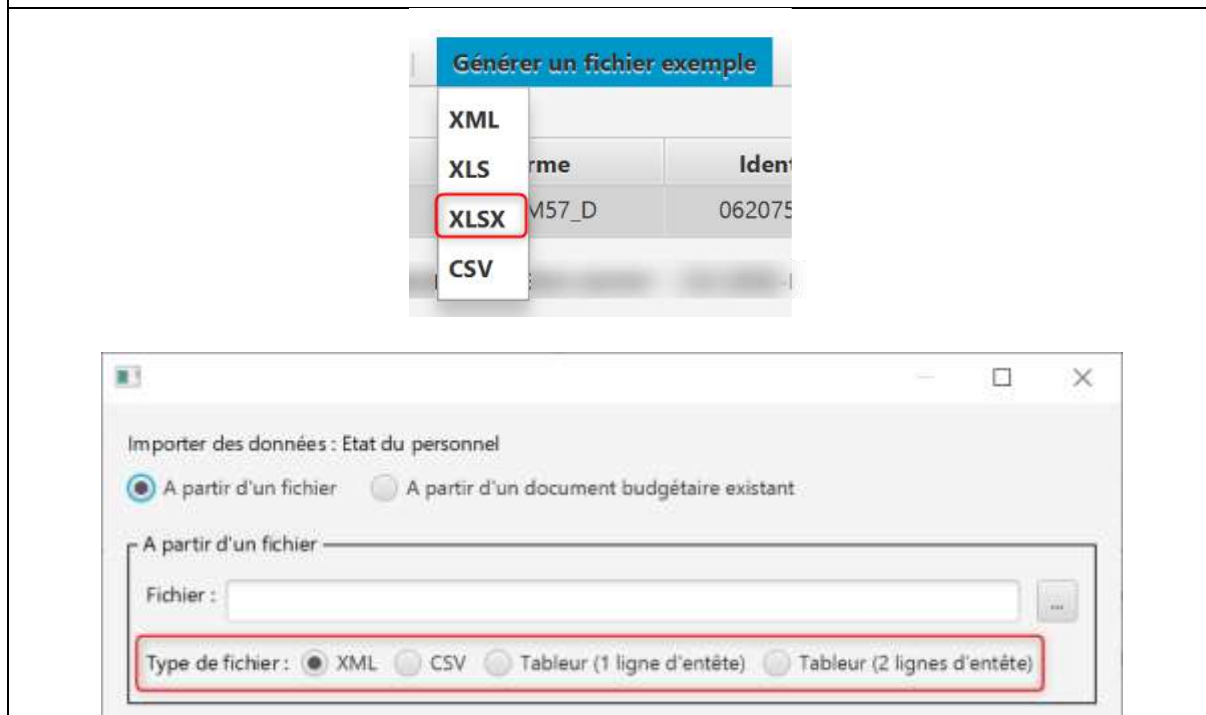 Générer un fichier exemple
XML
XLS rme Iden
XLSX M57_D 062075
CSV
Importer des données : Etat du personnel
A partir d'un fichier A partir d'un document budgétaire existant
A partir d'un fichier
Fichier : ...
Type de fichier : XML CSV Tableur (1 ligne d'entête) Tableur (2 lignes d'entête)